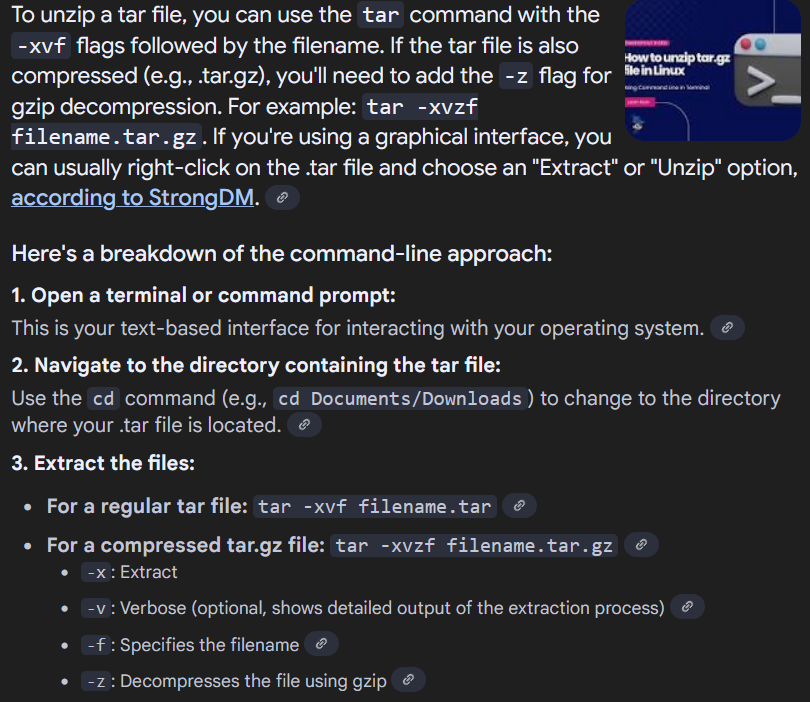 To unzip a tar file, you can use the tar command with the
-xvf flags followed by the filename. If the tar file is also
compressed (e.g., .tar.gz), you'll need to add the -z flag for
gzip decompression. For example: tar -xvzf
filename.tar.gz. If you're using a graphical interface, you
can usually right-click on the .tar file and choose an "Extract" or "Unzip" option,
according to StrongDM.
How to unzip tar.gz
file in Linux
Using Command Line in Terminal
Here's a breakdown of the command-line approach:
1. Open a terminal or command prompt:
This is your text-based interface for interacting with your operating system.
2. Navigate to the directory containing the tar file:
Use the cd command (e.g., cd Documents/Downloads) to change to the directory
where your .tar file is located.
3. Extract the files:
• For a regular tar file: tar -xvf filename.tar
• For a compressed tar.gz file: tar -xvzf filename.tar.gz
• -x: Extract
• -v: Verbose (optional, shows detailed output of the extraction process)
• -f: Specifies the filename
• -z: Decompresses the file using gzip